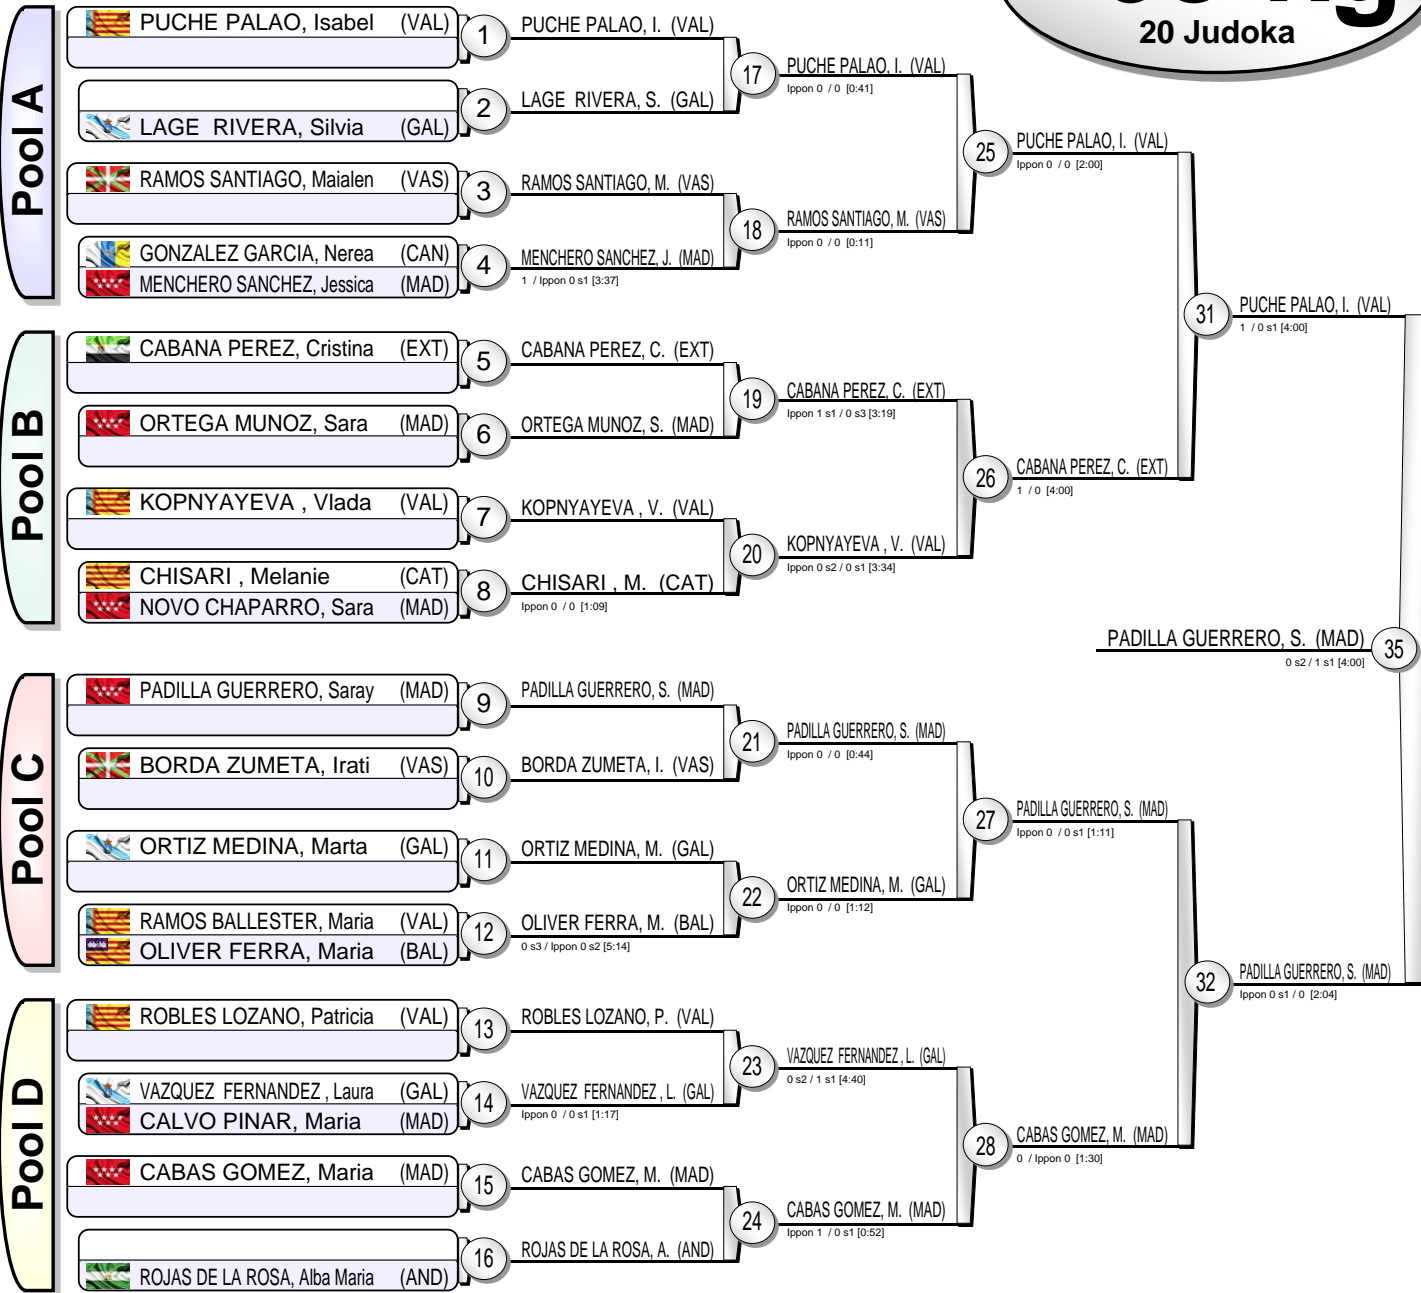 20 Judoka
Pool A
PUCHE PALAO, Isabel (VAL)
1
PUCHE PALAO, I. (VAL)
LAGE RIVERA, Silvia (GAL)
2
LAGE RIVERA, S. (GAL)
17
PUCHE PALAO, I. (VAL)
Ippon 0 / 0 [0:41]
RAMOS SANTIAGO, Maialen (VAS)
3
RAMOS SANTIAGO, M. (VAS)
GONZALEZ GARCIA, Nerea (CAN)
MENCHERO SANCHEZ, Jessica (MAD)
4
MENCHERO SANCHEZ, J. (MAD)
1 / Ippon 0 s1 [3:37]
18
RAMOS SANTIAGO, M. (VAS)
Ippon 0 / 0 [0:11]
25
PUCHE PALAO, I. (VAL)
Ippon 0 / 0 [2:00]
Pool B
CABANA PEREZ, Cristina (EXT)
5
CABANA PEREZ, C. (EXT)
ORTEGA MUNOZ, Sara (MAD)
6
ORTEGA MUNOZ, S. (MAD)
19
CABANA PEREZ, C. (EXT)
Ippon 1 s1 / 0 s3 [3:19]
KOPNYAYEVA , Vlada (VAL)
7
KOPNYAYEVA , V. (VAL)
CHISARI , Melanie (CAT)
NOVO CHAPARRO, Sara (MAD)
8
CHISARI , M. (CAT)
Ippon 0 / 0 [1:09]
20
KOPNYAYEVA , V. (VAL)
Ippon 0 s2 / 0 s1 [3:34]
26
CABANA PEREZ, C. (EXT)
1 / 0 [4:00]
31
PUCHE PALAO, I. (VAL)
1 / 0 s1 [4:00]
PADILLA GUERRERO, S. (MAD)
0 s2 / 1 s1 [4:00]
35
Pool C
PADILLA GUERRERO, Saray (MAD)
9
PADILLA GUERRERO, S. (MAD)
BORDA ZUMETA, Irati (VAS)
10
BORDA ZUMETA, I. (VAS)
21
PADILLA GUERRERO, S. (MAD)
Ippon 0 / 0 [0:44]
ORTIZ MEDINA, Marta (GAL)
11
ORTIZ MEDINA, M. (GAL)
RAMOS BALLESTER, Maria (VAL)
OLIVER FERRA, Maria (BAL)
12
OLIVER FERRA, M. (BAL)
0 s3 / Ippon 0 s2 [5:14]
22
ORTIZ MEDINA, M. (GAL)
Ippon 0 / 0 [1:12]
27
PADILLA GUERRERO, S. (MAD)
Ippon 0 / 0 s1 [1:11]
Pool D
ROBLES LOZANO, Patricia (VAL)
13
ROBLES LOZANO, P. (VAL)
VAZQUEZ FERNANDEZ , Laura (GAL)
CALVO PINAR, Maria (MAD)
14
VAZQUEZ FERNANDEZ , L. (GAL)
Ippon 0 / 0 s1 [1:17]
23
VAZQUEZ FERNANDEZ , L. (GAL)
0 s2 / 1 s1 [4:40]
CABAS GOMEZ, Maria (MAD)
15
CABAS GOMEZ, M. (MAD)
ROJAS DE LA ROSA, Alba Maria (AND)
16
ROJAS DE LA ROSA, A. (AND)
24
CABAS GOMEZ, M. (MAD)
Ippon 1 / 0 s1 [0:52]
28
CABAS GOMEZ, M. (MAD)
0 / Ippon 0 [1:30]
32
PADILLA GUERRERO, S. (MAD)
Ippon 0 s1 / 0 [2:04]